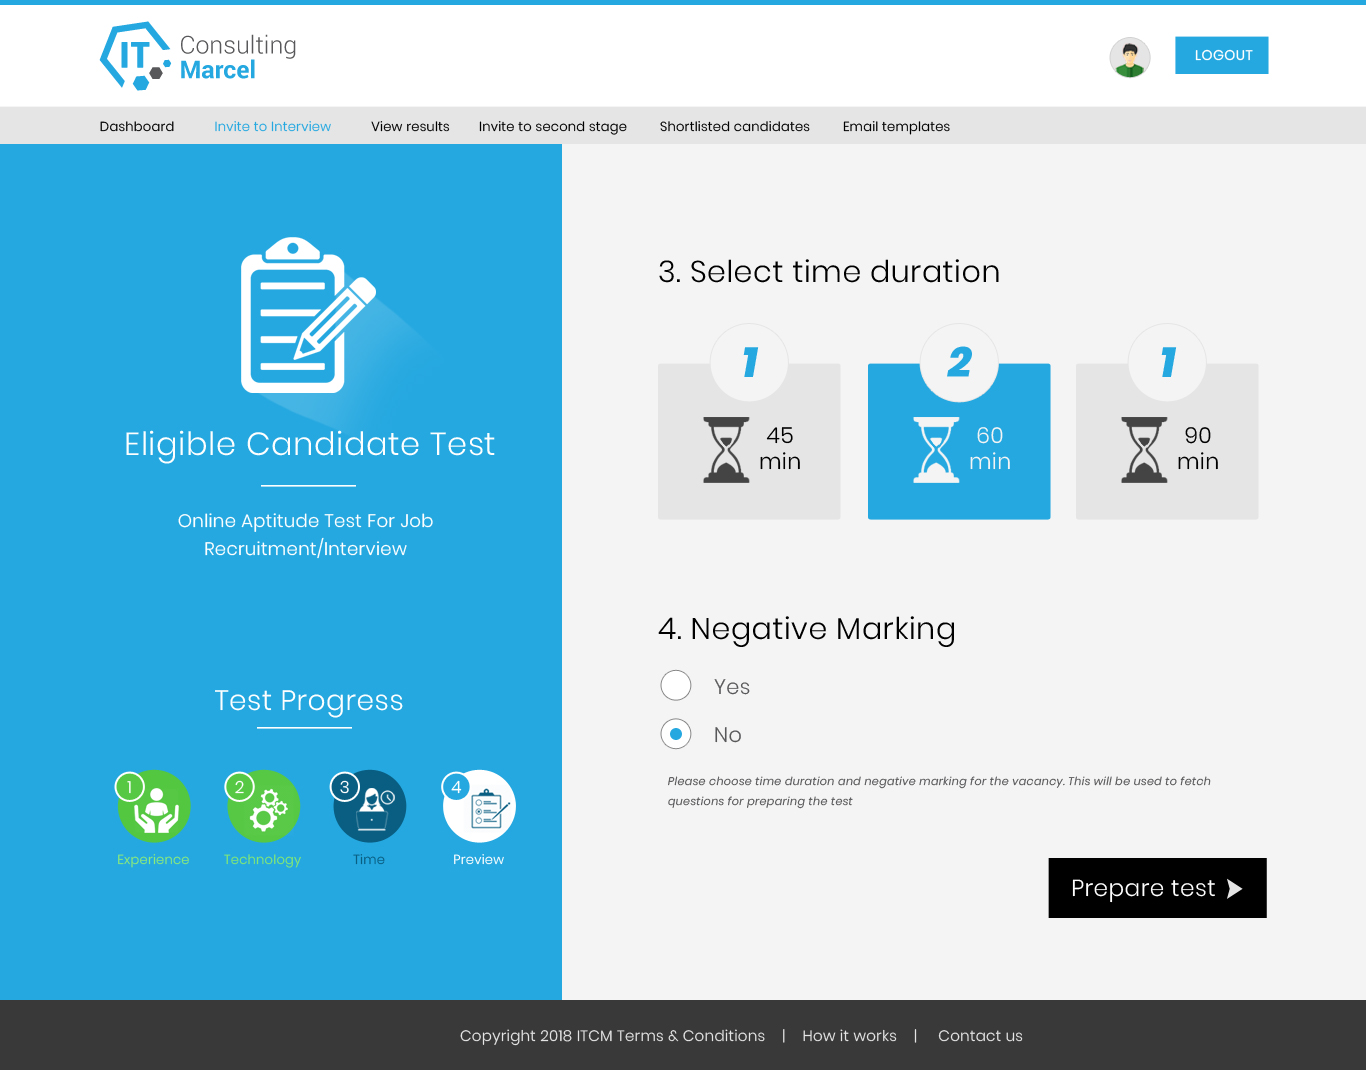 IT Consulting
Marcel
LOGOUT
Dashboard Invite to Interview View results Invite to second stage Shortlisted candidates Email templates
Eligible Candidate Test
Online Aptitude Test For Job
Recruitment/Interview
Test Progress
1 2 3 4
Experience Technology Time Preview
3. Select time duration
1 2 1
45 60 90
min min min
4. Negative Marking
Yes
No
Please choose time duration and negative marking for the vacancy. This will be used to fetch
questions for preparing the test
Prepare test
Copyright 2018 ITCM Terms & Conditions | How it works | Contact us